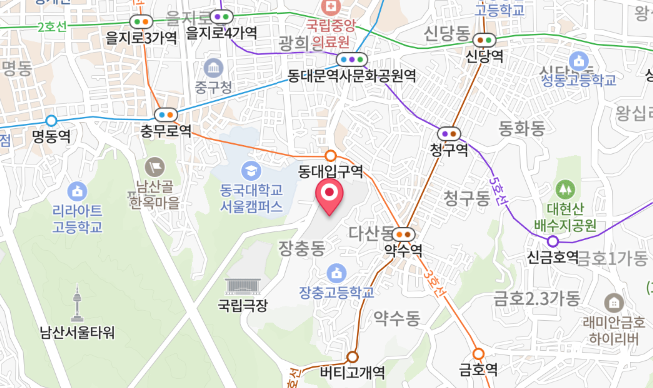 신당동
고등학교
을지로
을지로3가역
을지로4가역
2호선
국립중앙
의료원
광희동
신당동
신당역
성동고등학교
명동
중구청
동대문역사문화공원역
명동역
충무로역
동화동
청구역
왕십리
남산골
한옥마을
동대입구역
동국대학교
서울캠퍼스
리라아트
고등학교
5호선
청구동
대현산
배수지공원
장충동
다산동
약수역
신금호역
금호1가동
3호선
국립극장
장충고등학교
금호2.3가동
남산서울타워
약수동
래미안금호
하이리버
버티고개역
금호역
호선